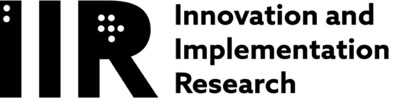 IIR
Innovation and
Implementation
Research